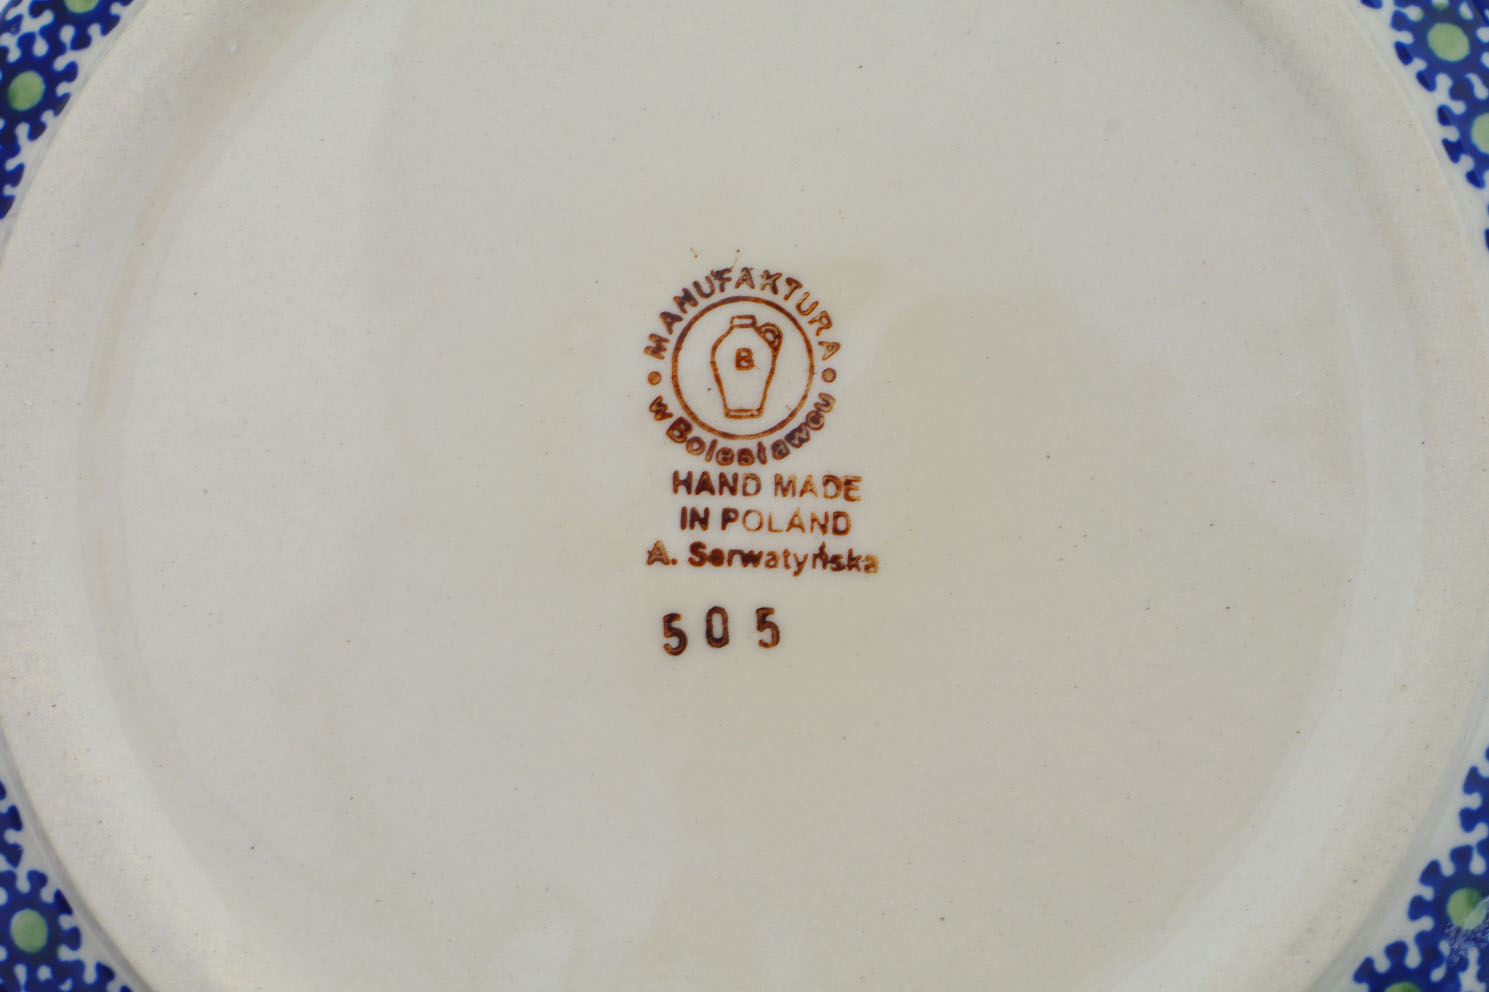 MANUFAKTURA
B
w Bolesławcu
HAND MADE
IN POLAND
A. Serwatyńska
505